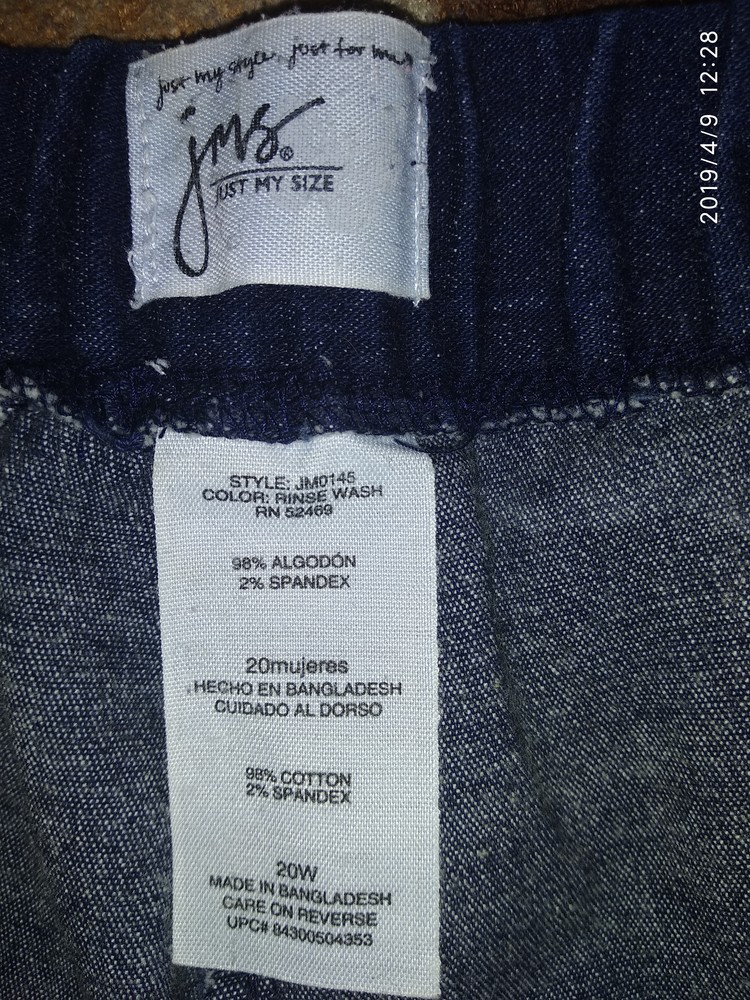 just my style, just for me
jms®
JUST MY SIZE
STYLE: JM0145
COLOR: RINSE WASH
RN 52469
98% ALGODÓN
2% SPANDEX
20mujeres
HECHO EN BANGLADESH
CUIDADO AL DORSO
98% COTTON
2% SPANDEX
20W
MADE IN BANGLADESH
CARE ON REVERSE
UPC# 84300504353
2019/4/9 12:28